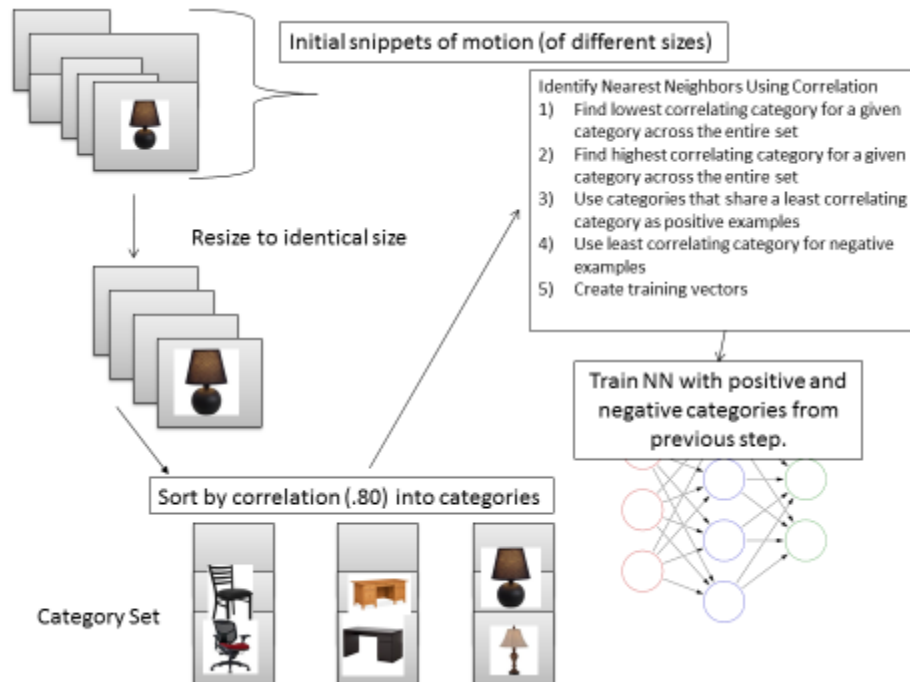 Initial snippets of motion (of different sizes)
Identify Nearest Neighbors Using Correlation
1) Find lowest correlating category for a given
category across the entire set
2) Find highest correlating category for a given
category across the entire set
3) Use categories that share a least correlating
category as positive examples
4) Use least correlating category for negative
examples
5) Create training vectors
Resize to identical size
Train NN with positive and
negative categories from
previous step.
Sort by correlation (.80) into categories
Category Set